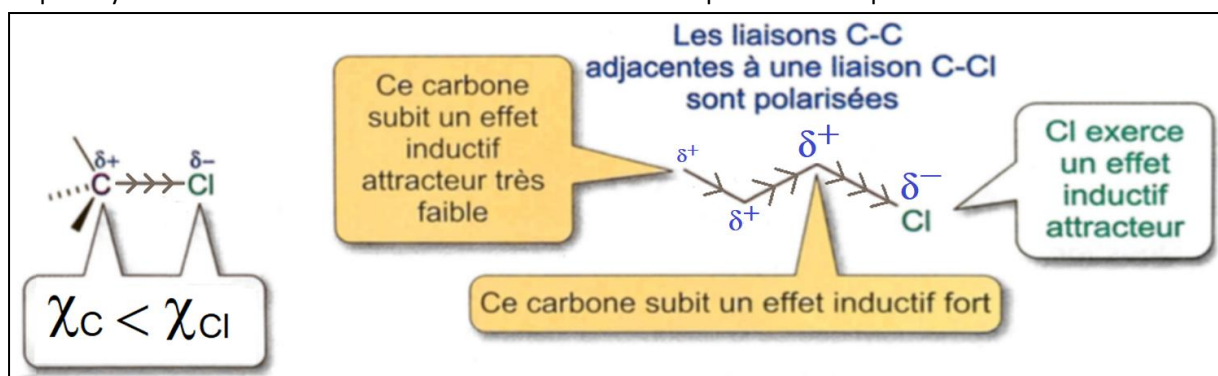 Les liaisons C-C
adjacentes à une liaison C-Cl
sont polarisées
Ce carbone
subit un effet
inductif
attracteur très
faible
Cl exerce
un effet
inductif
attracteur
δ+ δ−
C Cl
δ+
δ+
δ+
δ−
Cl
Ce carbone subit un effet inductif fort
χC < χCl